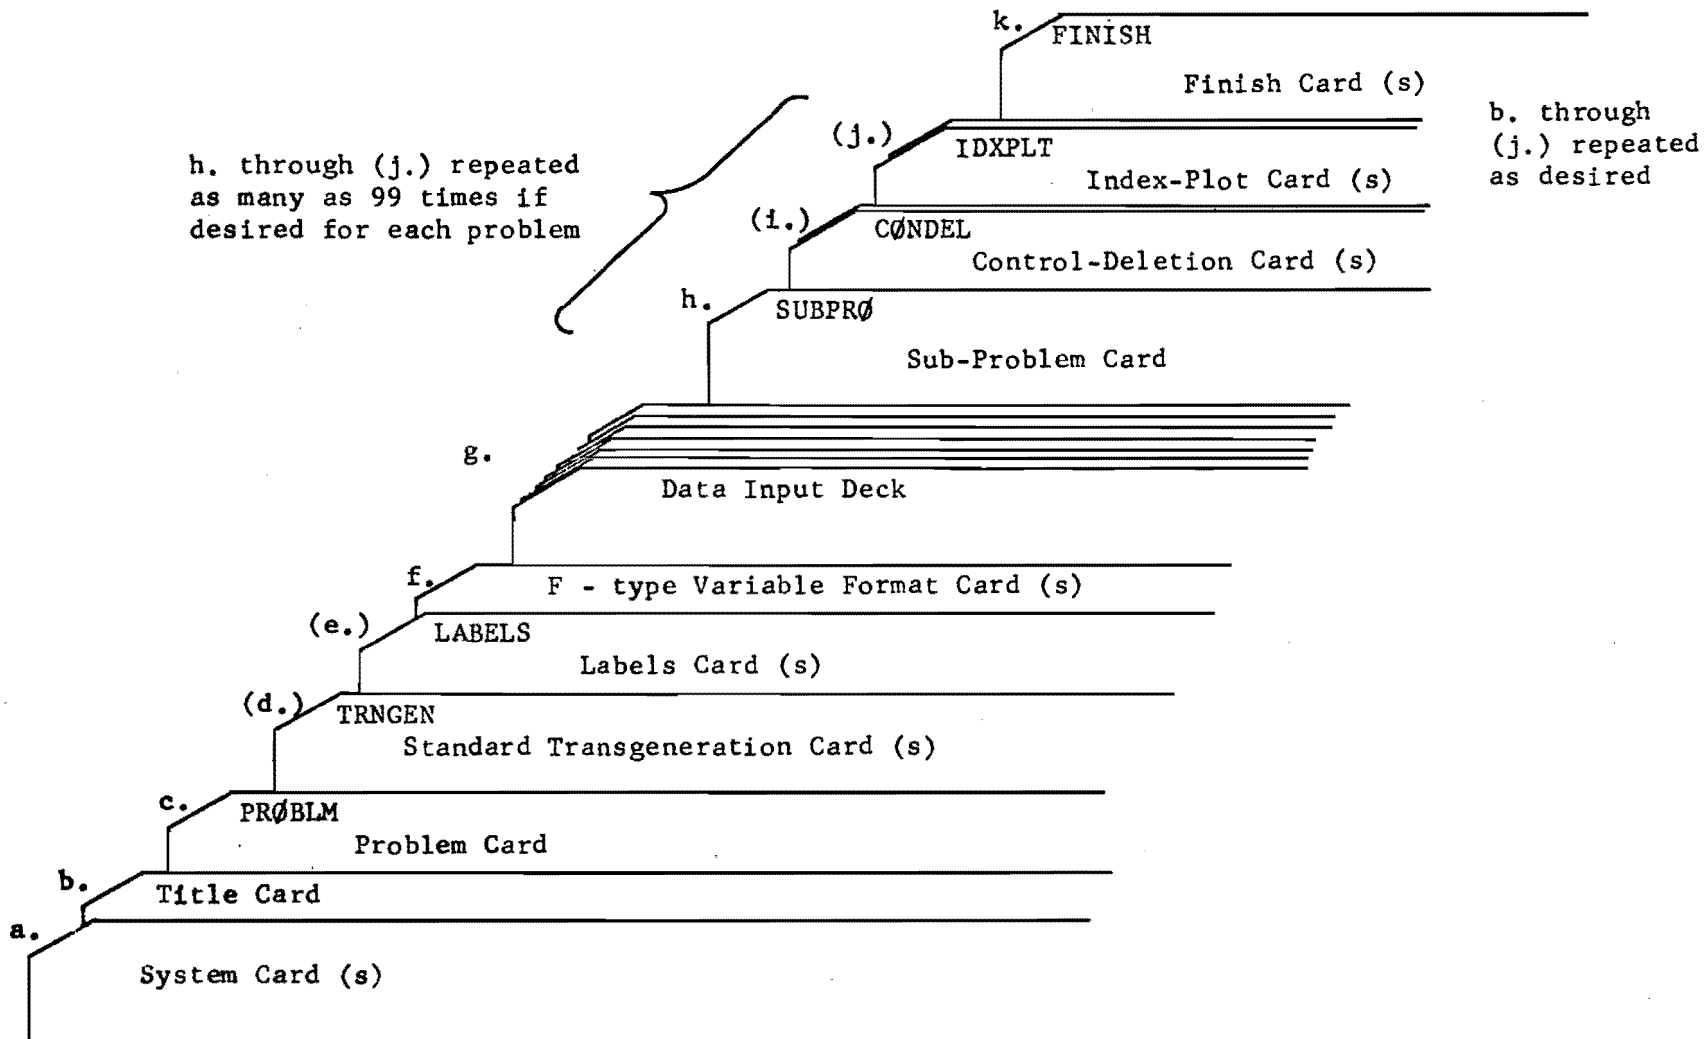 k.
FINISH
Finish Card (s)
b. through
(j.) repeated
as desired
(j.)
IDXPLT
Index-Plot Card (s)
h. through (j.) repeated
as many as 99 times if
desired for each problem
(i.)
CØNDEL
Control-Deletion Card (s)
h.
SUBPRØ
Sub-Problem Card
g.
Data Input Deck
f.
F - type Variable Format Card (s)
(e.)
LABELS
Labels Card (s)
(d.)
TRNGEN
Standard Transgeneration Card (s)
c.
PRØBLM
Problem Card
b.
Title Card
a.
System Card (s)